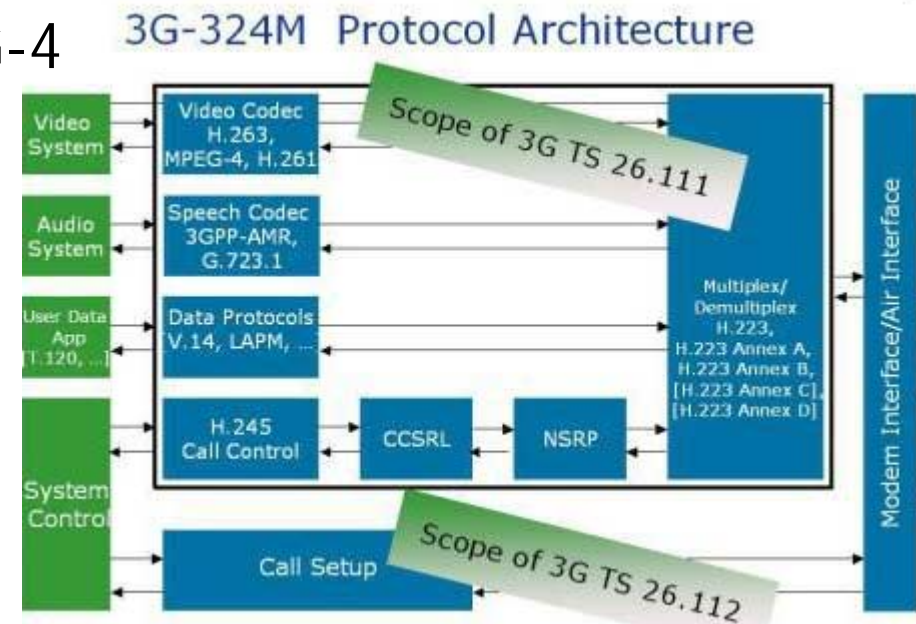 -4
3G-324M Protocol Architecture
Video
System
Video Codec
H.263,
MPEG-4, H.261
Scope of 3G TS 26.111
Audio
System
Speech Codec
3GPP-AMR,
G.723.1
User Data
App
[T.120, ...]
Data Protocols
V.14, LAPM, ...
Multiplex/
Demultiplex
H.223,
H.223 Annex A,
H.223 Annex B,
[H.223 Annex C],
[H.223 Annex D]
Modem Interface/Air Interface
System
Control
H.245
Call Control
CCSRL
NSRP
Call Setup
Scope of 3G TS 26.112